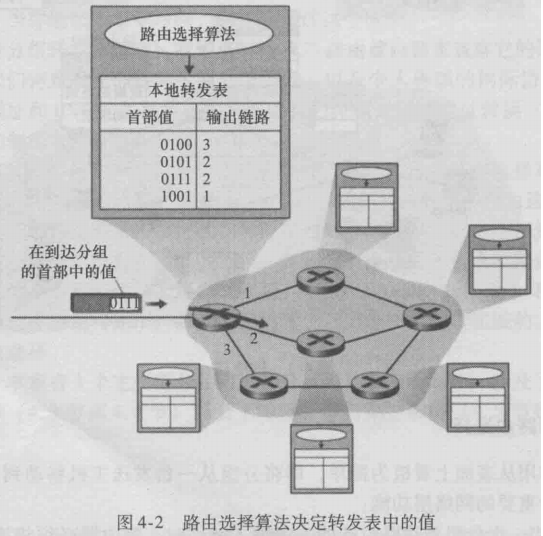 路由选择算法
本地转发表
首部值 输出链路
0100 3
0101 2
0111 2
1001 1
在到达分组
的首部中的值
0111
1
2
3
图 4-2 路由选择算法决定转发表中的值